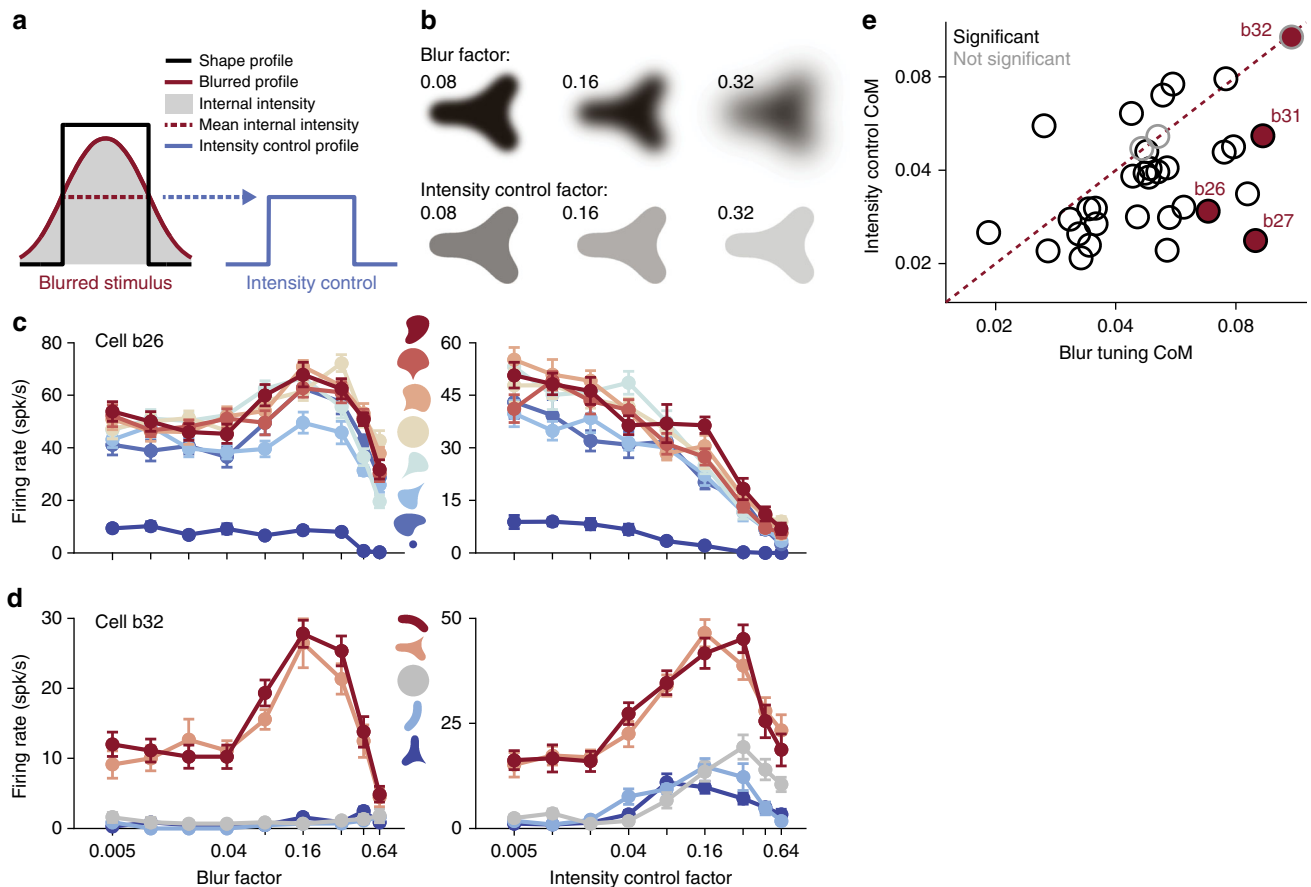 a
Shape profile
Blurred profile
Internal intensity
Mean internal intensity
Intensity control profile
Blurred stimulus
Intensity control
b
Blur factor:
0.08
0.16
0.32
Intensity control factor:
0.08
0.16
0.32
c
Cell b26
Firing rate (spk/s)
80
60
40
20
0
60
45
30
15
0
d
Cell b32
Firing rate (spk/s)
30
20
10
0
0.005
0.04
0.16
0.64
Blur factor
50
25
0
0.005
0.04
0.16
0.64
Intensity control factor
e
Significant
Not significant
b32
b31
b26
b27
Intensity control CoM
0.08
0.04
0.02
0.02
0.04
0.08
Blur tuning CoM